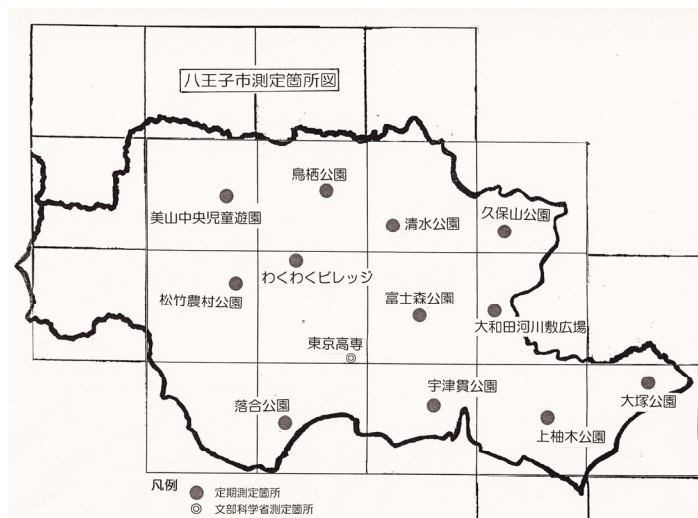 八王子市測定箇所図
鳥栖公園
美山中央児童遊園
清水公園
久保山公園
わくわくビレッジ
松竹農村公園
富士森公園
大和田河川敷広場
東京高専
宇津貫公園
大塚公園
落合公園
上柚木公園
凡例
定期測定箇所
文部科学省測定箇所